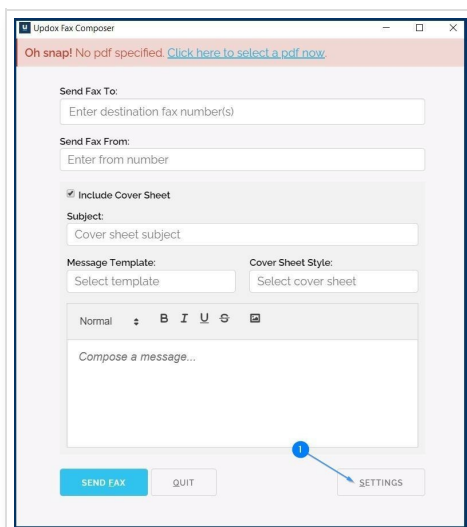 Updox Fax Composer
Oh snap! No pdf specified. Click here to select a pdf now.
Send Fax To:
Enter destination fax number(s)
Send Fax From:
Enter from number
Include Cover Sheet
Subject:
Cover sheet subject
Message Template: Cover Sheet Style:
Select template Select cover sheet
Normal B I U S
Compose a message...
1
SEND FAX QUIT SETTINGS